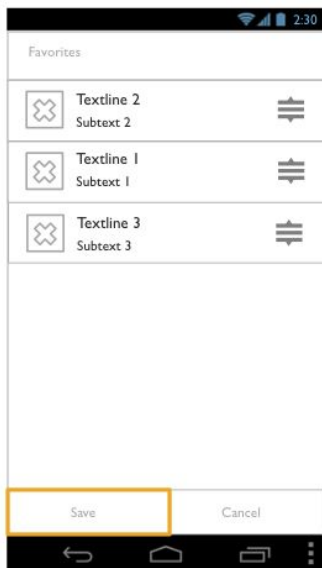 2:30
Favorites
Textline 2
Subtext 2
Textline 1
Subtext 1
Textline 3
Subtext 3
Save Cancel